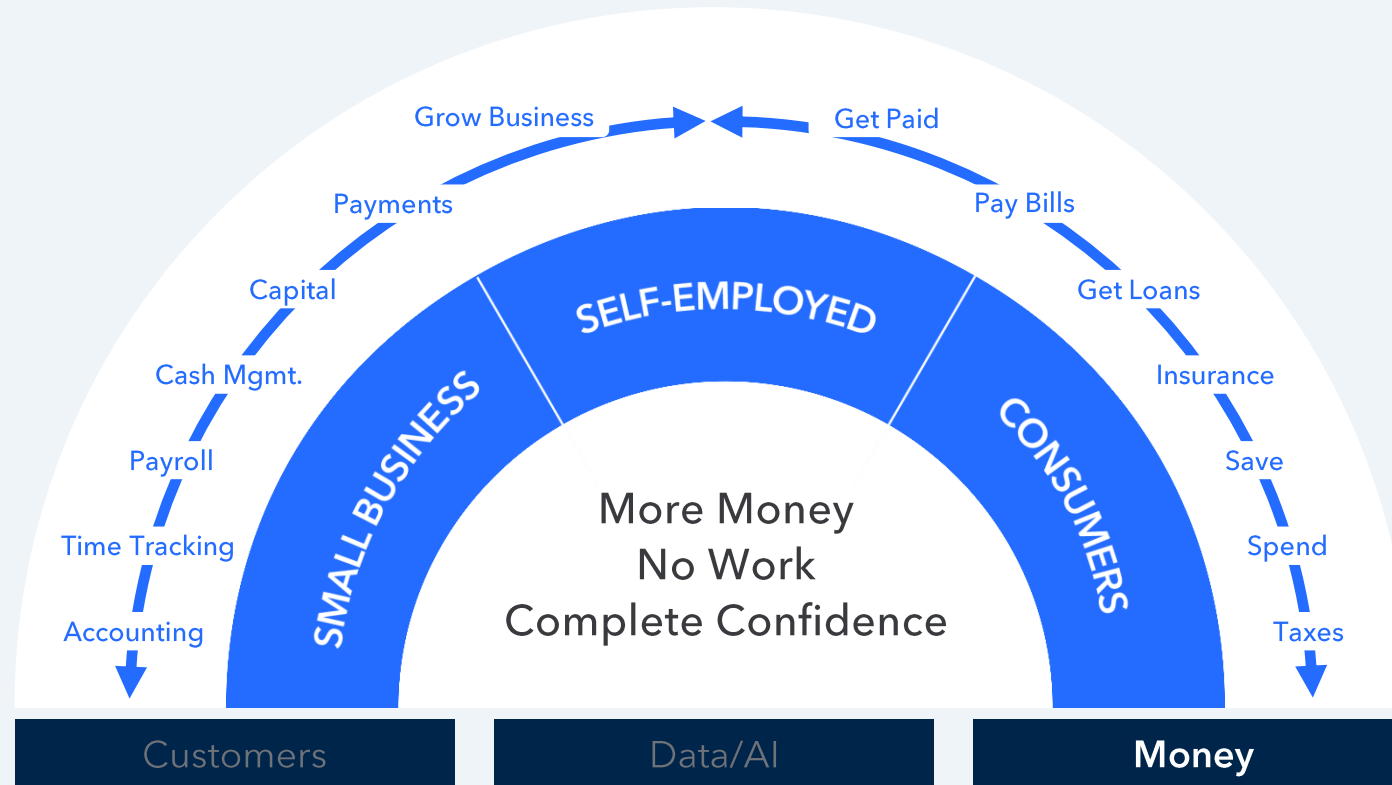 Grow Business
Get Paid
Payments
Pay Bills
Capital
Get Loans
Cash Mgmt.
Insurance
Payroll
Save
Time Tracking
Spend
Accounting
Taxes
SMALL BUSINESS
SELF-EMPLOYED
CONSUMERS
More Money
No Work
Complete Confidence
Customers
Data/AI
Money